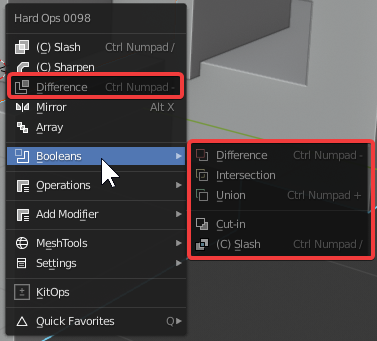 Hard Ops 0098
(C) Slash Ctrl Numpad /
(C) Sharpen
Difference Ctrl Numpad -
Mirror Alt X
Array
Booleans
Operations
Add Modifier
MeshTools
Settings
KitOps
Quick Favorites Q
Difference Ctrl Numpad -
Intersection
Union Ctrl Numpad +
Cut-in
(C) Slash Ctrl Numpad /